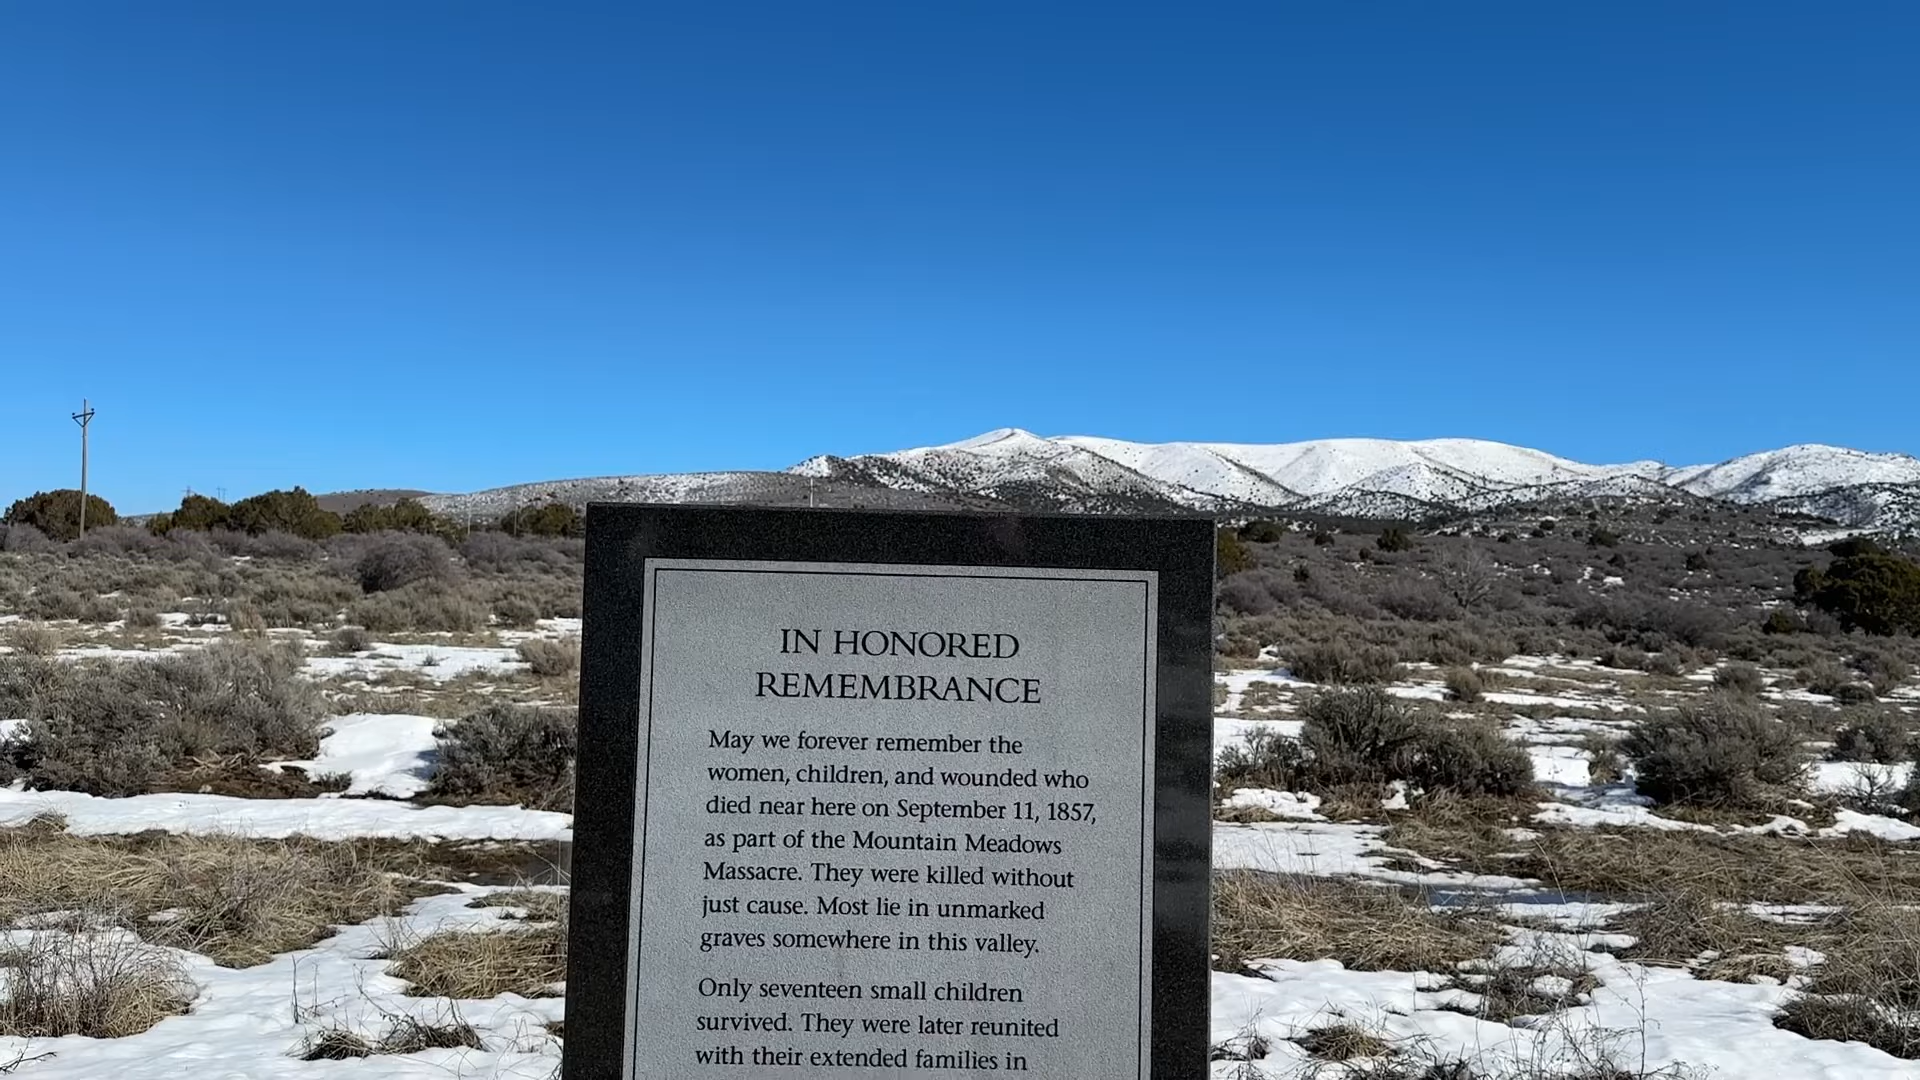 IN HONORED
REMEMBRANCE
May we forever remember the
women, children, and wounded who
died near here on September 11, 1857,
as part of the Mountain Meadows
Massacre. They were killed without
just cause. Most lie in unmarked
graves somewhere in this valley.
Only seventeen small children
survived. They were later reunited
with their extended families in